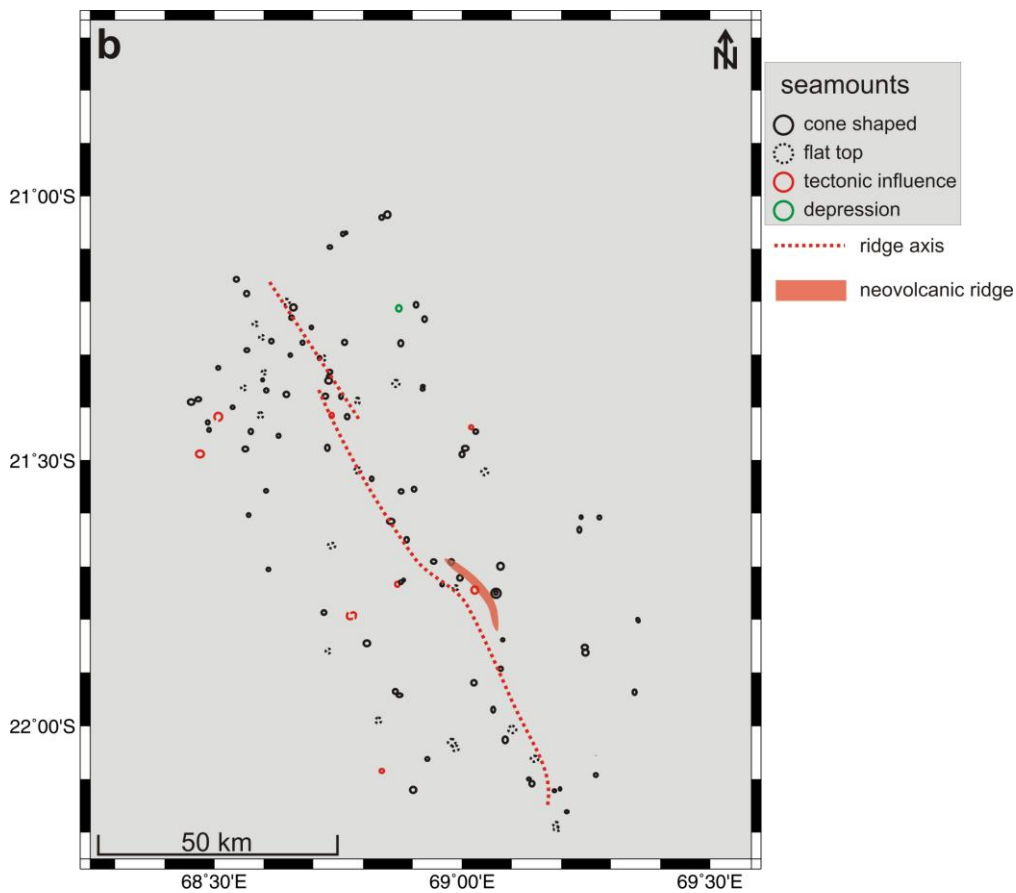 b
N
seamounts
cone shaped
flat top
tectonic influence
depression
ridge axis
neovolcanic ridge
21°00'S
21°30'S
22°00'S
50 km
68°30'E
69°00'E
69°30'E